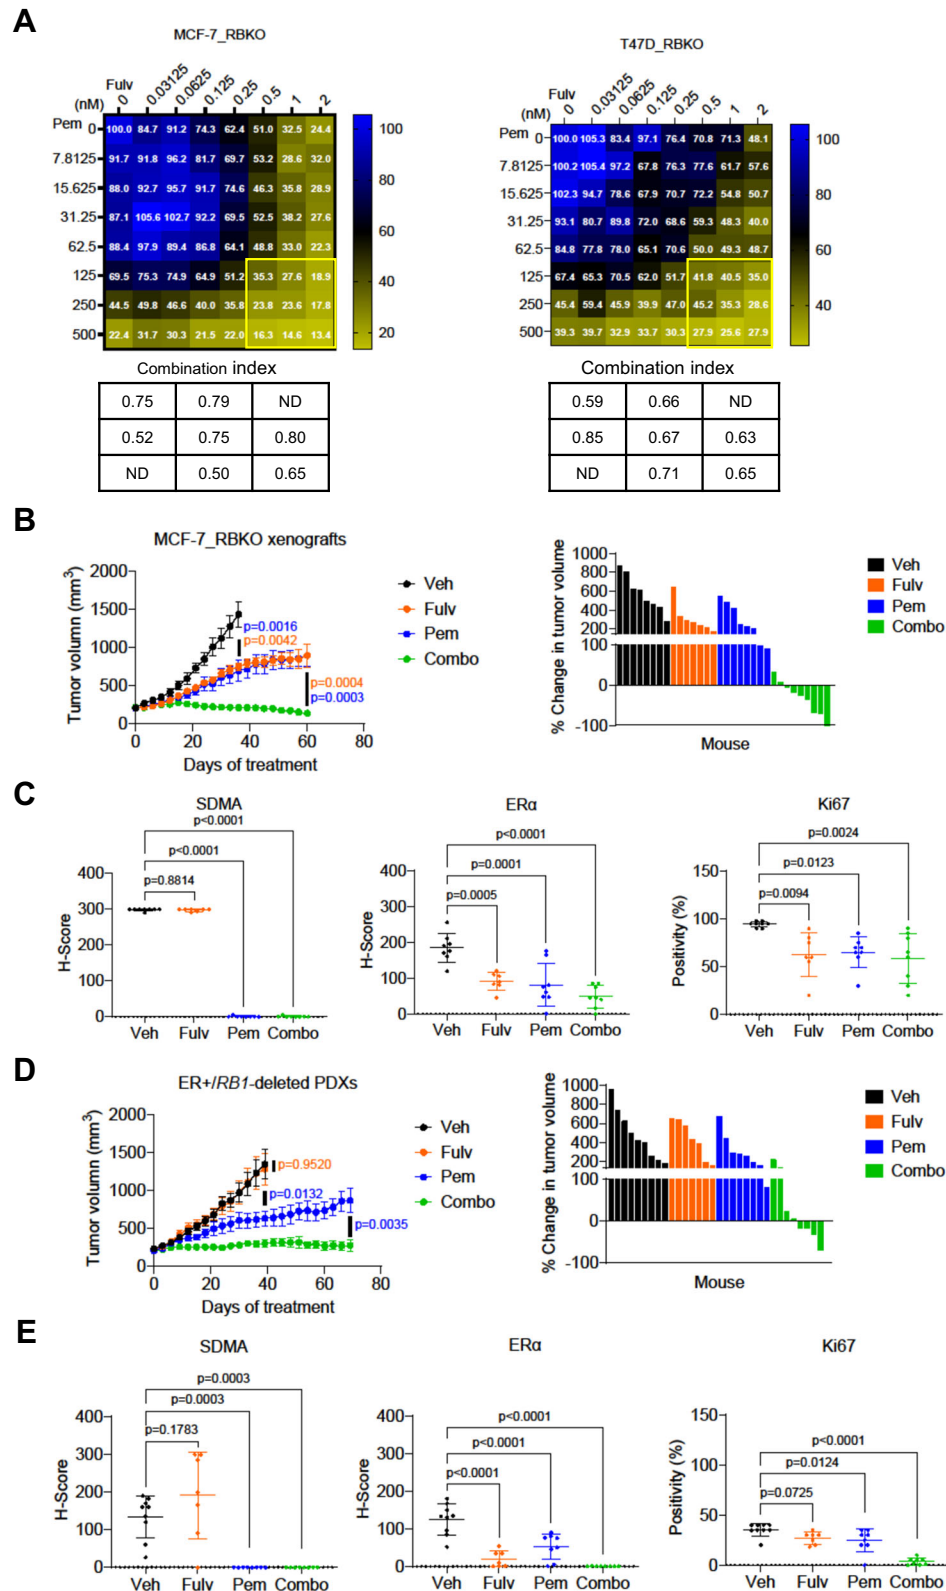 A
MCF-7_RBKO
T47D_RBKO
Fulv
(nM) 0 0.03125 0.0625 0.125 0.25 0.5 1 2
Pem 0 100.0 84.7 91.2 74.3 62.4 51.0 32.5 24.4
7.8125 91.7 91.8 96.2 81.7 69.7 53.2 28.6 32.0
15.625 88.0 92.7 95.7 91.7 74.6 46.3 35.8 28.9
31.25 87.1 105.6 102.7 92.2 69.5 52.5 38.2 27.6
62.5 88.4 97.9 89.4 86.8 64.1 48.8 33.0 22.3
125 69.5 75.3 74.9 64.9 51.2 35.3 27.6 18.9
250 44.5 49.8 46.6 40.0 35.8 23.8 23.6 17.8
500 22.4 31.7 30.3 21.5 22.0 16.3 14.6 13.4
100
80
60
40
20
Fulv
(nM) 0 0.03125 0.0625 0.125 0.25 0.5 1 2
Pem 0 100.0 105.3 83.4 97.1 76.4 70.8 71.3 48.1
7.8125 100.2 105.4 97.2 67.8 76.3 77.6 61.7 57.6
15.625 102.3 94.7 78.6 67.9 70.7 72.2 54.8 50.7
31.25 93.1 80.7 89.8 72.0 68.6 59.3 48.3 40.0
62.5 84.8 77.8 78.0 65.1 70.6 50.0 49.3 48.7
125 67.4 65.3 70.5 62.0 51.7 41.8 40.5 35.0
250 45.4 59.4 45.9 39.9 47.0 45.2 35.3 28.6
500 39.3 39.7 32.9 33.7 30.3 27.9 25.6 27.9
100
80
60
40
Combination index
0.75 0.79 ND
0.52 0.75 0.80
ND 0.50 0.65
Combination index
0.59 0.66 ND
0.85 0.67 0.63
ND 0.71 0.65
B
MCF-7_RBKO xenografts
Tumor volumn (mm3)
2000
1500
1000
500
0
0 20 40 60 80
Days of treatment
p=0.0016
p=0.0042
p=0.0004
p=0.0003
Veh
Fulv
Pem
Combo
% Change in tumor volume
1000
800
600
400
200
100
0
-100
Mouse
Veh
Fulv
Pem
Combo
C
SDMA
p<0.0001
p<0.0001
p=0.8814
H-Score
400
300
200
100
0
Veh Fulv Pem Combo
ERα
p<0.0001
p=0.0001
p=0.0005
H-Score
400
300
200
100
0
Veh Fulv Pem Combo
Ki67
p=0.0024
p=0.0123
p=0.0094
Positivity (%)
150
100
50
0
Veh Fulv Pem Combo
D
ER+/RB1-deleted PDXs
Tumor volumn (mm3)
2000
1500
1000
500
0
0 20 40 60 80
Days of treatment
p=0.9520
p=0.0132
p=0.0035
Veh
Fulv
Pem
Combo
% Change in tumor volume
1000
800
600
400
200
100
0
-100
Mouse
Veh
Fulv
Pem
Combo
E
SDMA
p=0.0003
p=0.0003
p=0.1783
H-Score
400
300
200
100
0
Veh Fulv Pem Combo
ERα
p<0.0001
p<0.0001
p<0.0001
H-Score
400
300
200
100
0
Veh Fulv Pem Combo
Ki67
p<0.0001
p=0.0124
p=0.0725
Positivity (%)
150
100
50
0
Veh Fulv Pem Combo